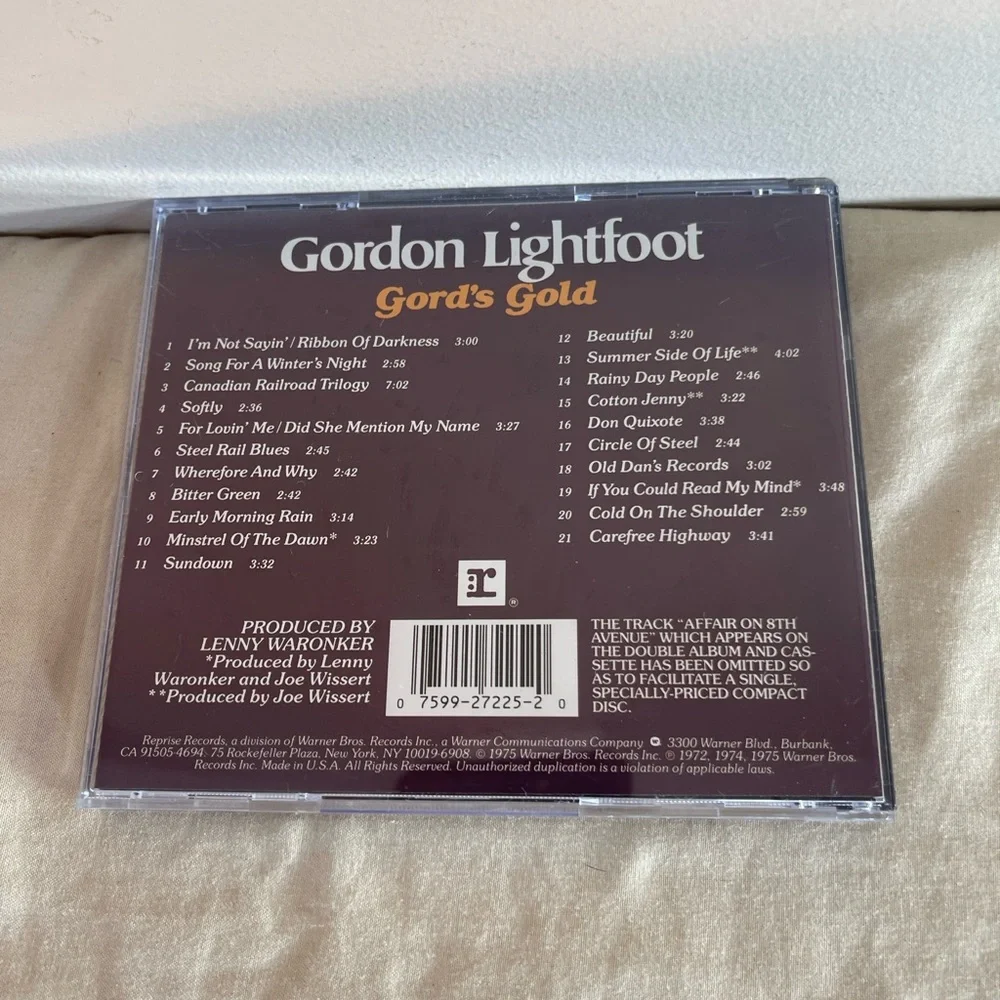 Gordon Lightfoot
Gord's Gold
1 I'm Not Sayin' / Ribbon Of Darkness 3:00
2 Song For A Winter's Night 2:58
3 Canadian Railroad Trilogy 7:02
4 Softly 2:36
5 For Lovin' Me / Did She Mention My Name 3:27
6 Steel Rail Blues 2:45
7 Wherefore And Why 2:42
8 Bitter Green 2:42
9 Early Morning Rain 3:14
10 Minstrel Of The Dawn* 3:23
11 Sundown 3:32
12 Beautiful 3:20
13 Summer Side Of Life** 4:02
14 Rainy Day People 2:46
15 Cotton Jenny** 3:22
16 Don Quixote 3:38
17 Circle Of Steel 2:44
18 Old Dan's Records 3:02
19 If You Could Read My Mind* 3:48
20 Cold On The Shoulder 2:59
21 Carefree Highway 3:41
:r
®
PRODUCED BY
LENNY WARONKER
*Produced by Lenny
Waronker and Joe Wissert
**Produced by Joe Wissert
0 7599-27225-2 0
THE TRACK "AFFAIR ON 8TH
AVENUE" WHICH APPEARS ON
THE DOUBLE ALBUM AND CAS-
SETTE HAS BEEN OMITTED SO
AS TO FACILITATE A SINGLE,
SPECIALLY-PRICED COMPACT
DISC.
Reprise Records, a division of Warner Bros. Records Inc., a Warner Communications Company 3300 Warner Blvd., Burbank,
CA 91505-4694. 75 Rockefeller Plaza, New York, NY 10019-6908. © 1975 Warner Bros. Records Inc. ℗ 1972, 1974, 1975 Warner Bros.
Records Inc. Made in U.S.A. All Rights Reserved. Unauthorized duplication is a violation of applicable laws.